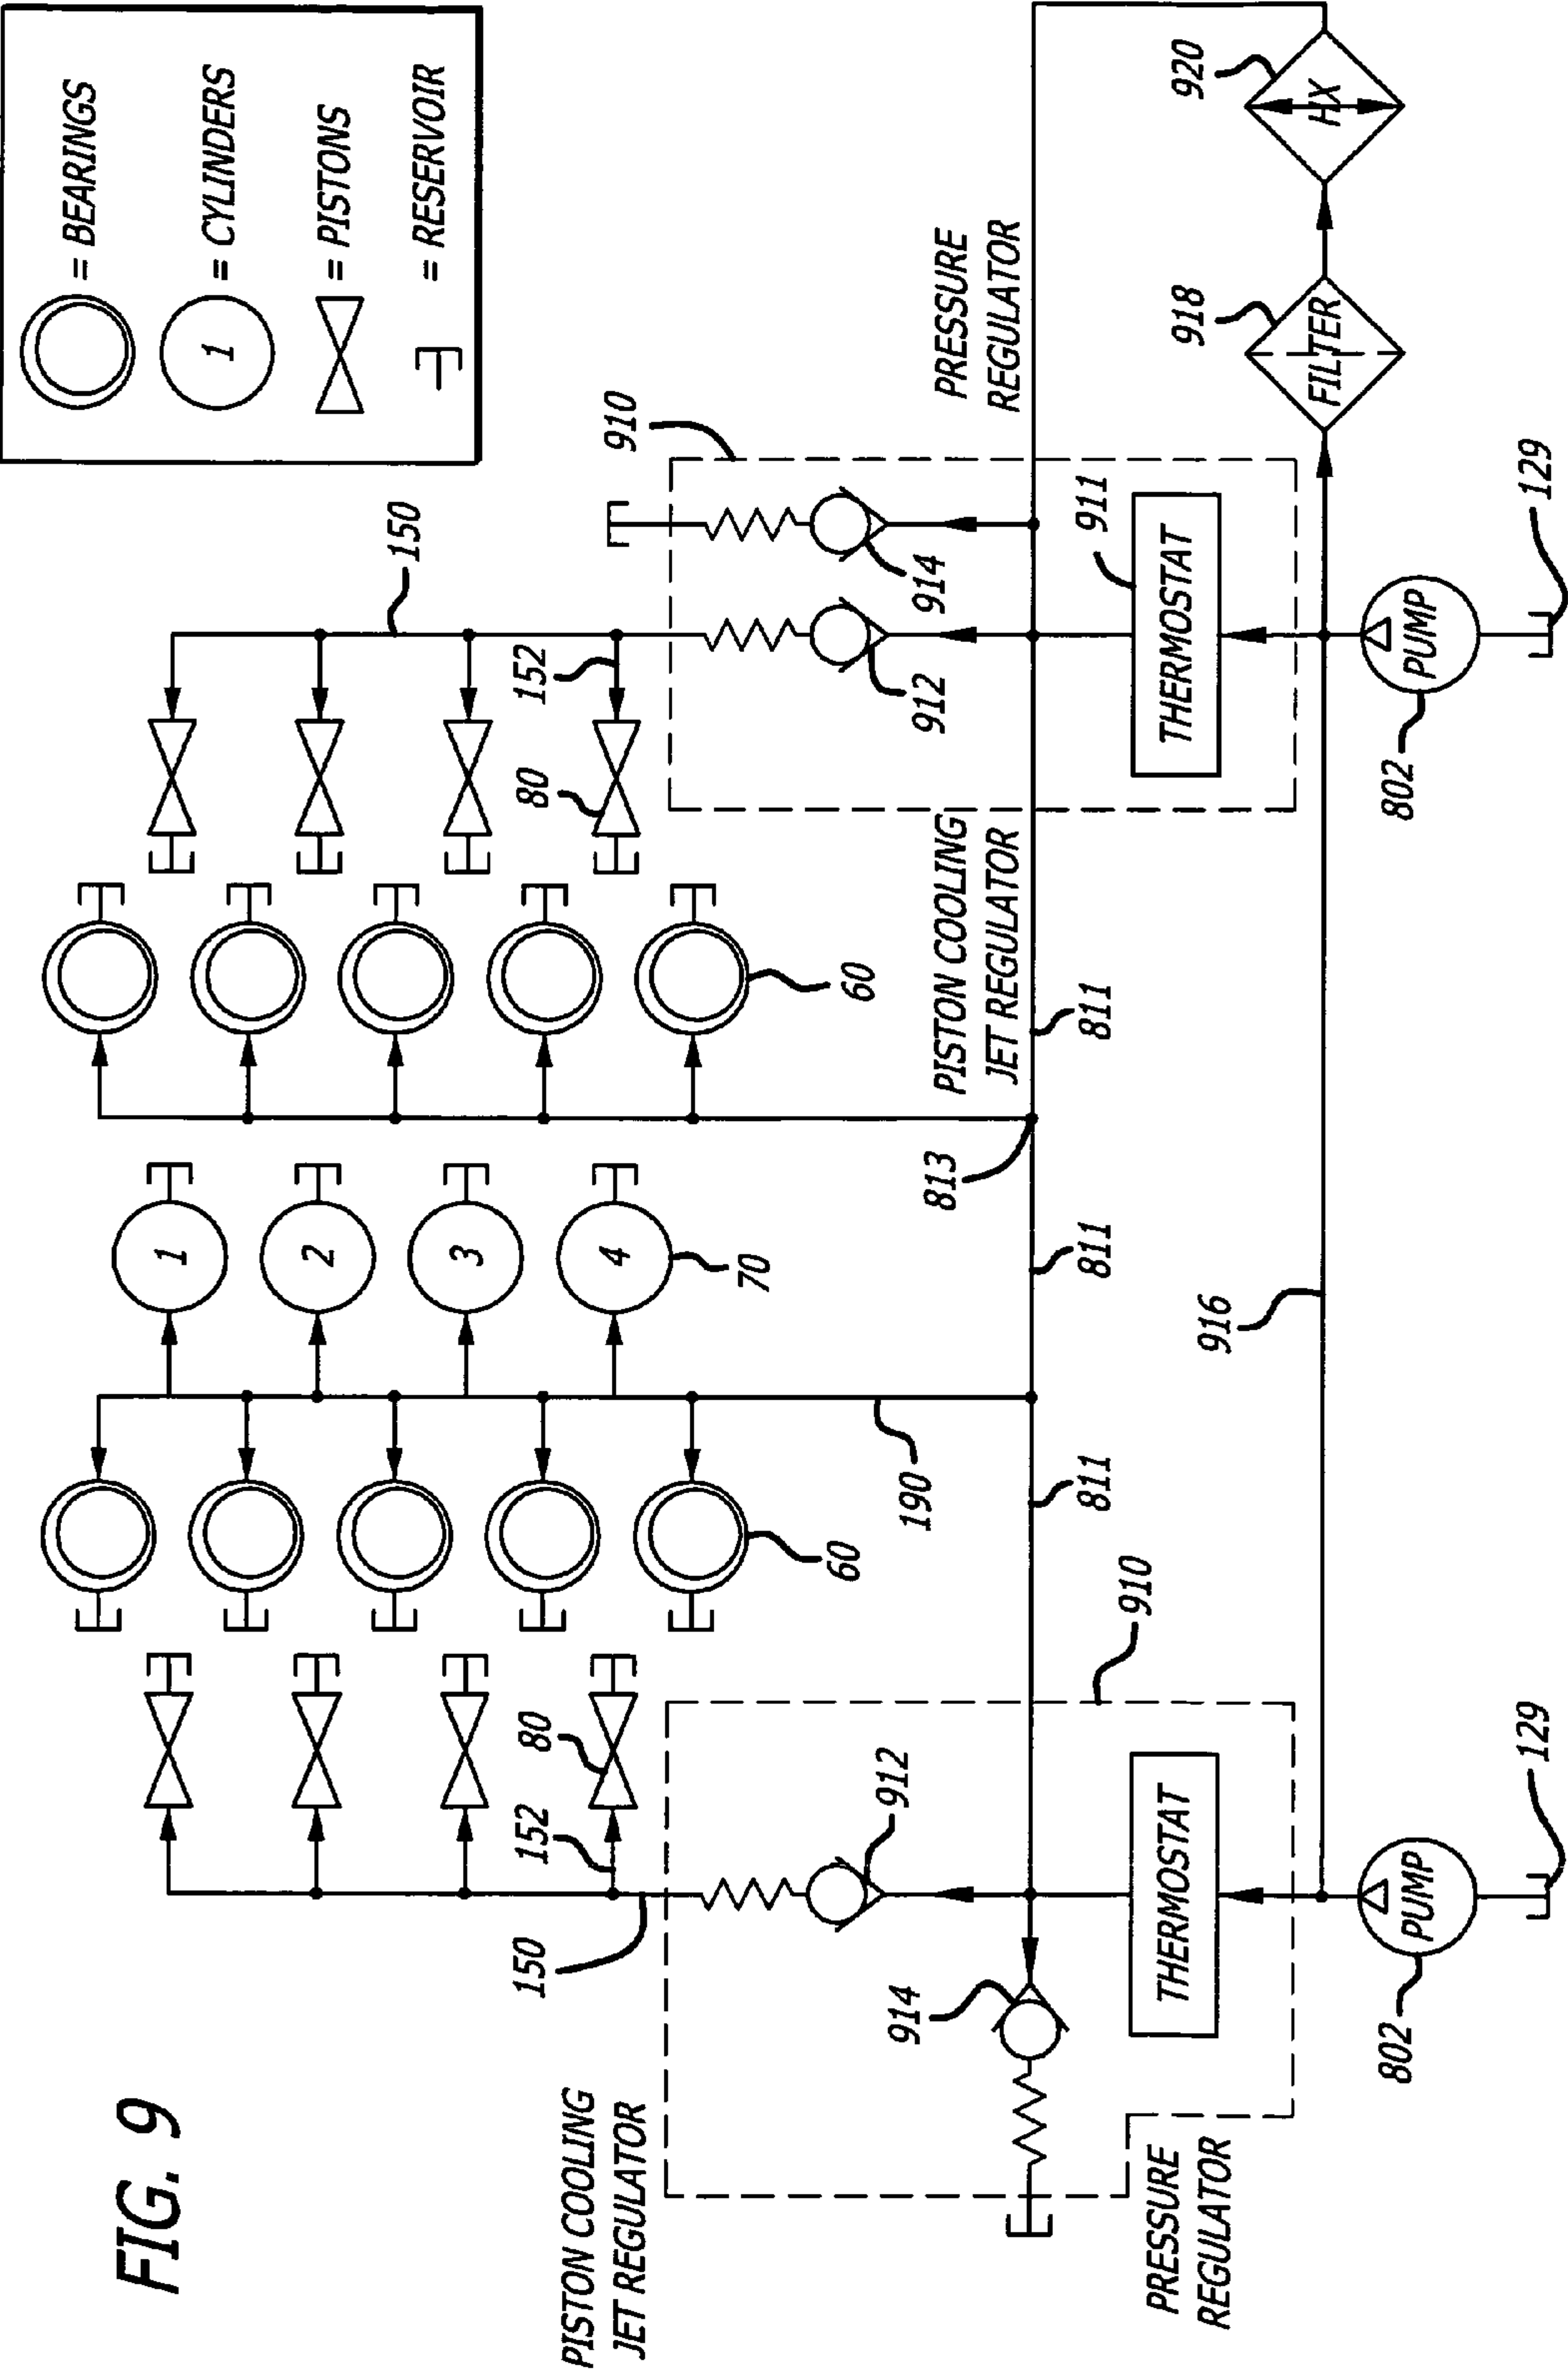 FIG. 9
= BEARINGS
1 = CYLINDERS
= PISTONS
= RESERVOIR
1
2
3
4
150
150
152
80
80
152
PISTON COOLING
JET REGULATOR
910
70
60
60
914
912
190
912
914
813
PISTON COOLING
JET REGULATOR
PRESSURE
REGULATOR
811
811
811
911
910
PRESSURE
REGULATOR
THERMOSTAT
THERMOSTAT
916
918
920
FILTER
HX
802
PUMP
802
PUMP
129
129